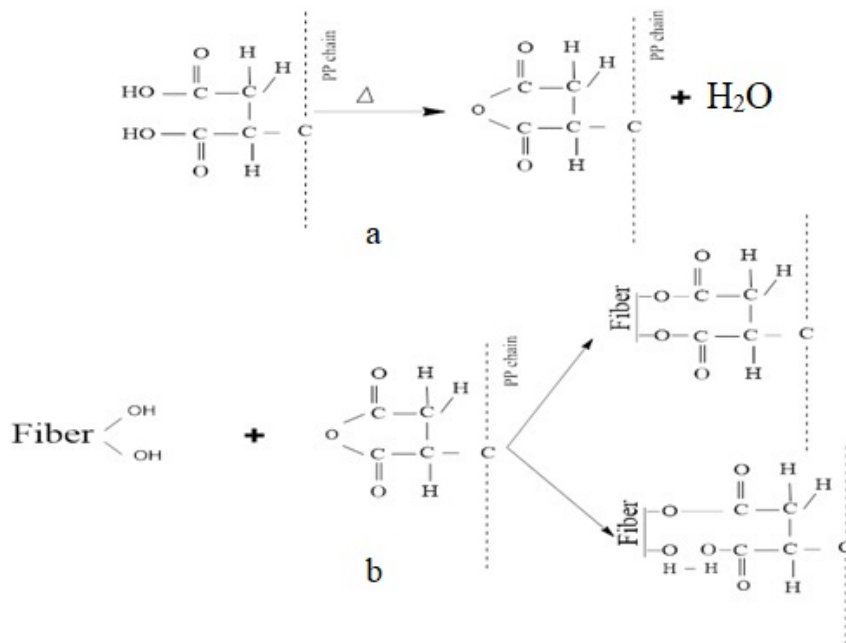 O H PP chain O H PP chain
H H
HO C C C C + H₂O
△
HO C C C O C C C
O H O H
a
O H
H
Fiber O C C
O C C C
O H
O H PP chain
H
Fiber OH + O C C
OH C C C
O H
O H
H
Fiber O C C
O O C C C
H – H O H
b